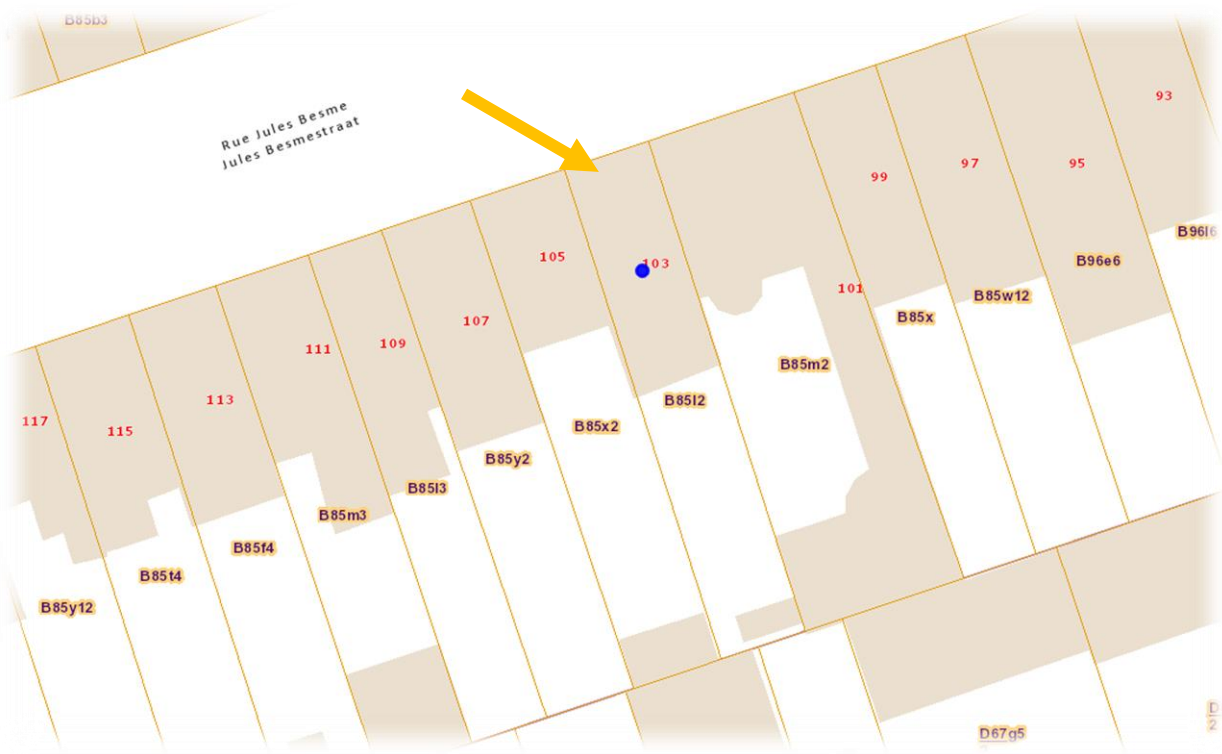 B85b3
Rue Jules Besme
Jules Besmestraat
93
97
95
99
B96l6
105
103
B96e6
101
B85w12
B85x
107
109
111
B85m2
113
B85l2
117
115
B85x2
B85y2
B85l3
B85m3
B85f4
B85t4
B85y12
D67g5